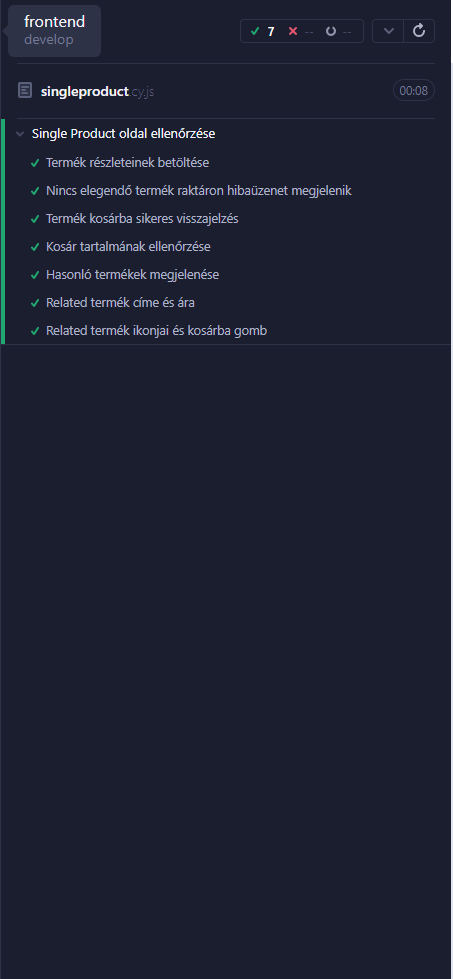 frontend
develop
7 -- --
singleproduct.cy.js 00:08
Single Product oldal ellenőrzése
Termék részleteinek betöltése
Nincs elegendő termék raktáron hibaüzenet megjelenik
Termék kosárba sikeres visszajelzés
Kosár tartalmának ellenőrzése
Hasonló termékek megjelenése
Related termék címe és ára
Related termék ikonjai és kosárba gomb